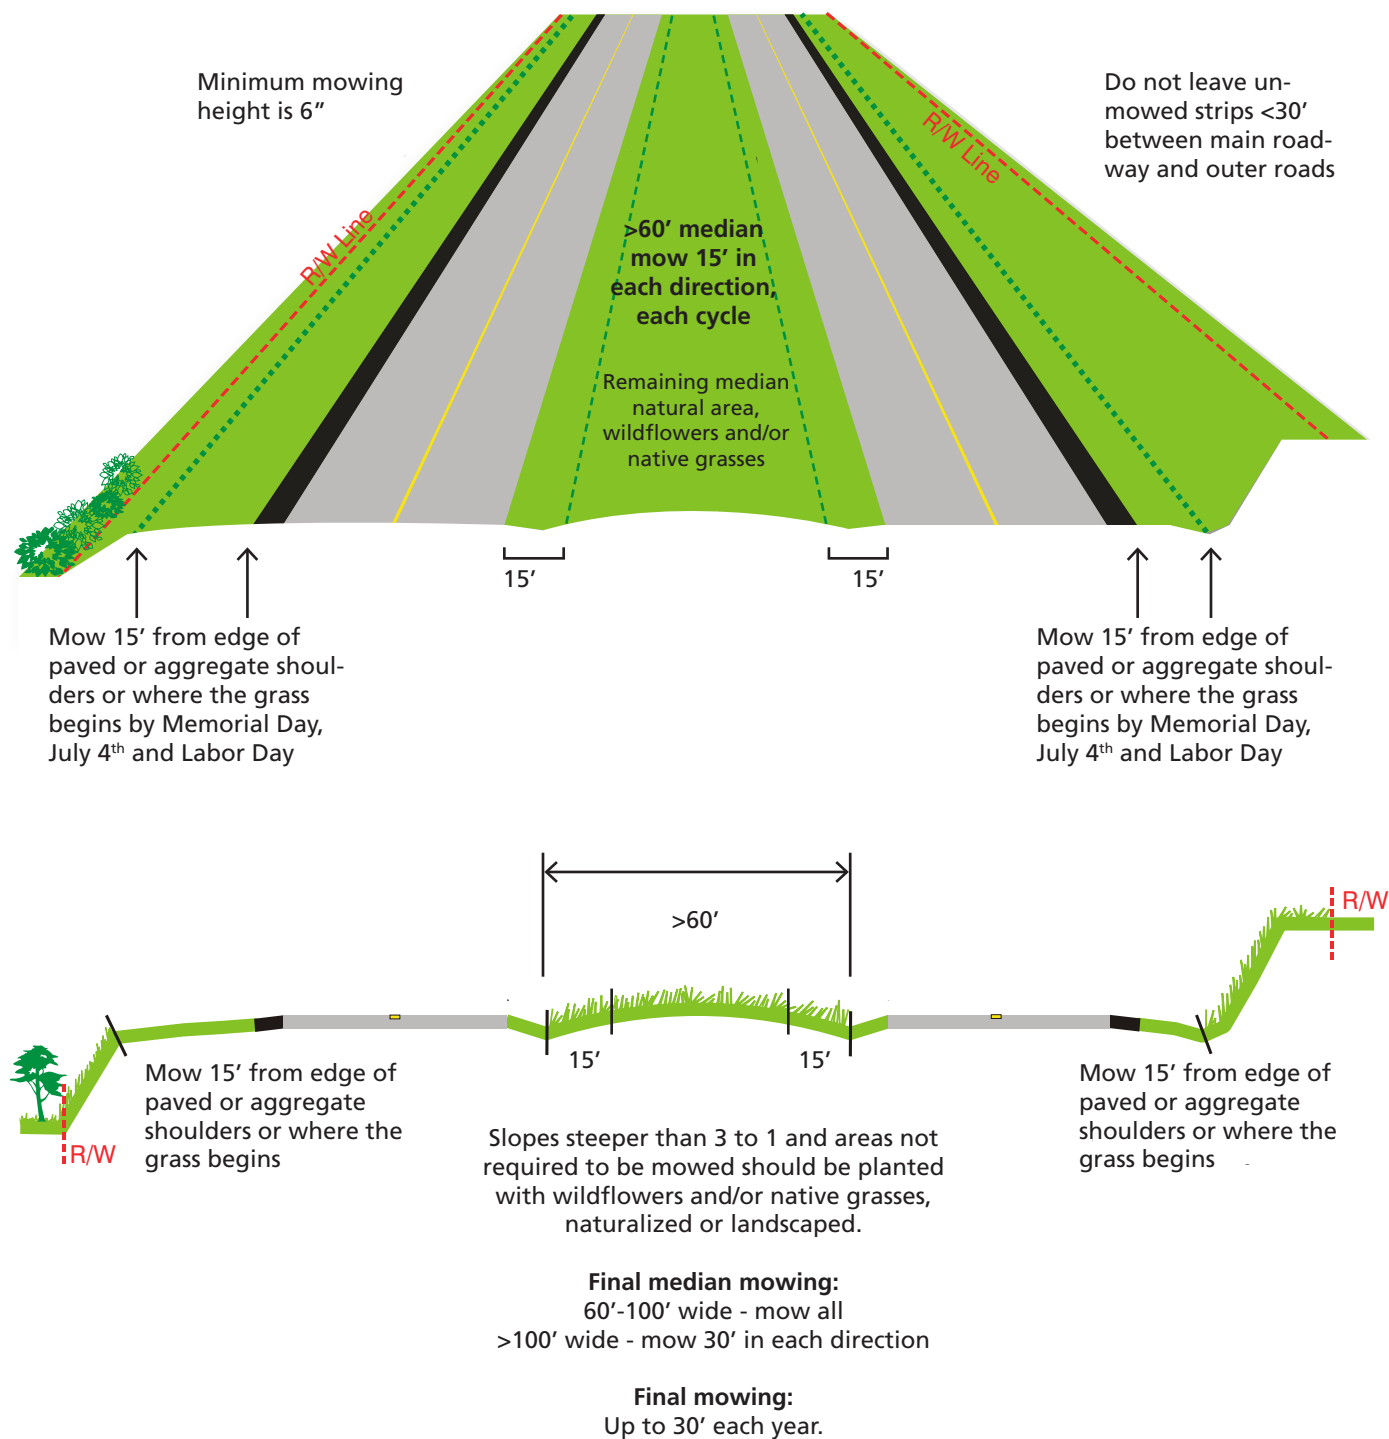 Minimum mowing
height is 6”
Do not leave un-
mowed strips <30’
between main road-
way and outer roads
R/W Line
R/W Line
>60’ median
mow 15’ in
each direction,
each cycle
Remaining median
natural area,
wildflowers and/or
native grasses
15’
15’
Mow 15’ from edge of
paved or aggregate shoul-
ders or where the grass
begins by Memorial Day,
July 4th and Labor Day
Mow 15’ from edge of
paved or aggregate shoul-
ders or where the grass
begins by Memorial Day,
July 4th and Labor Day
>60’
R/W
15’
15’
R/W
Mow 15’ from edge of
paved or aggregate
shoulders or where the
grass begins
Mow 15’ from edge of
paved or aggregate
shoulders or where the
grass begins
Slopes steeper than 3 to 1 and areas not
required to be mowed should be planted
with wildflowers and/or native grasses,
naturalized or landscaped.
Final median mowing:
60’-100’ wide - mow all
>100’ wide - mow 30’ in each direction
Final mowing:
Up to 30’ each year.